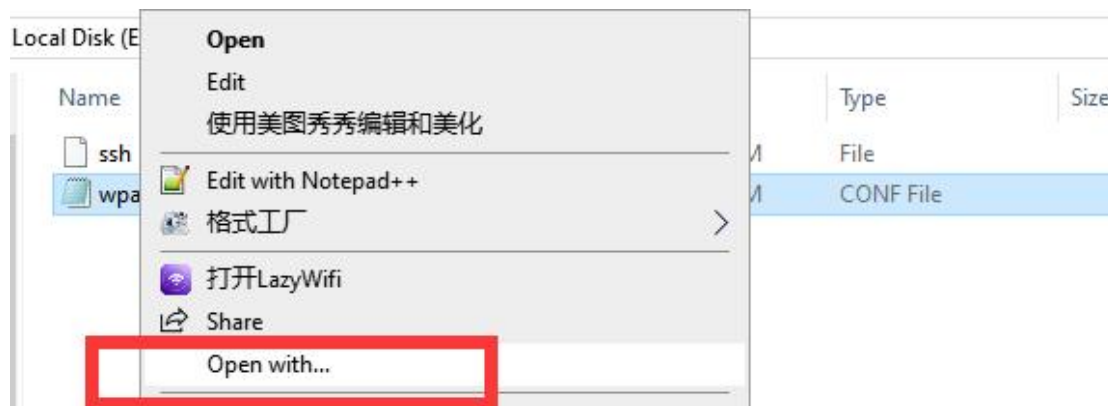 Local Disk (E
Open
Edit
使用美图秀秀编辑和美化
Name
Type
Size
ssh
File
Edit with Notepad++
wpa
CONF File
格式工厂
打开LazyWifi
Share
Open with...